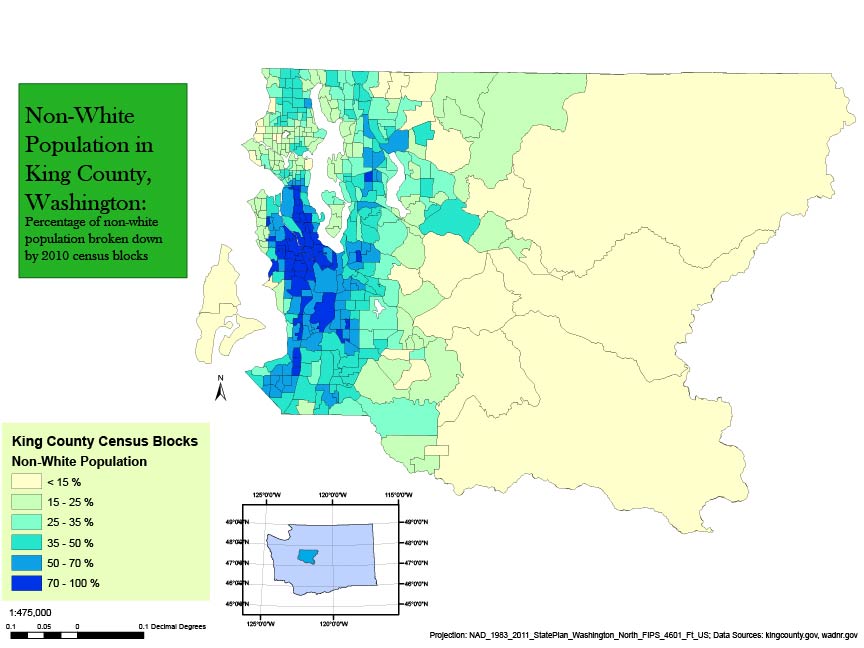 Non-White
Population in
King County,
Washington:
Percentage of non-white
population broken down
by 2010 census blocks
N
King County Census Blocks
Non-White Population
< 15 %
15 - 25 %
25 - 35 %
35 - 50 %
50 - 70 %
70 - 100 %
1:475,000
0.1 0.05 0 0.1 Decimal Degrees
125°0'0"W 120°0'0"W 115°0'0"W
49°0'0"N 49°0'0"N
48°0'0"N 48°0'0"N
47°0'0"N 47°0'0"N
46°0'0"N 46°0'0"N
45°0'0"N 45°0'0"N
125°0'0"W 120°0'0"W
Projection: NAD_1983_2011_StatePlan_Washington_North_FIPS_4601_Ft_US; Data Sources: kingcounty.gov, wadnr.gov